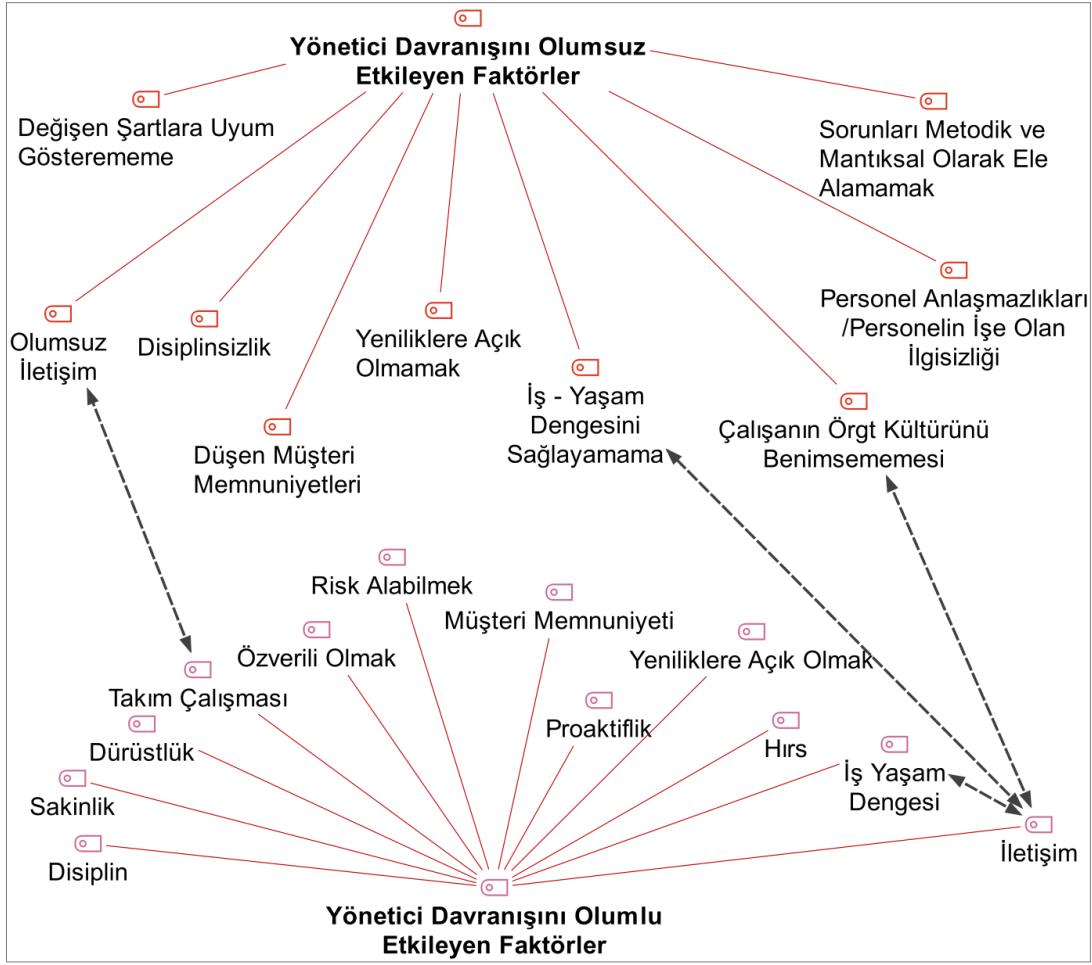 Yönetici Davranışını Olumsuz
Etkileyen Faktörler
Değişen Şartlara Uyum
Gösterememe
Sorunları Metodik ve
Mantıksal Olarak Ele
Alamamak
Personel Anlaşmazlıkları
/Personelin İşe Olan
İlgisizliği
Olumsuz
İletişim
Disiplinsizlik
Yeniliklere Açık
Olmamak
İş - Yaşam
Dengesini
Sağlayamama
Çalışanın Örgt Kültürünü
Benimsememesi
Düşen Müşteri
Memnuniyetleri
Risk Alabilmek
Müşteri Memnuniyeti
Özverili Olmak
Yeniliklere Açık Olmak
Takım Çalışması
Proaktiflik
Dürüstlük
Hırs
İş Yaşam
Dengesi
Sakinlik
İletişim
Disiplin
Yönetici Davranışını Olumlu
Etkileyen Faktörler